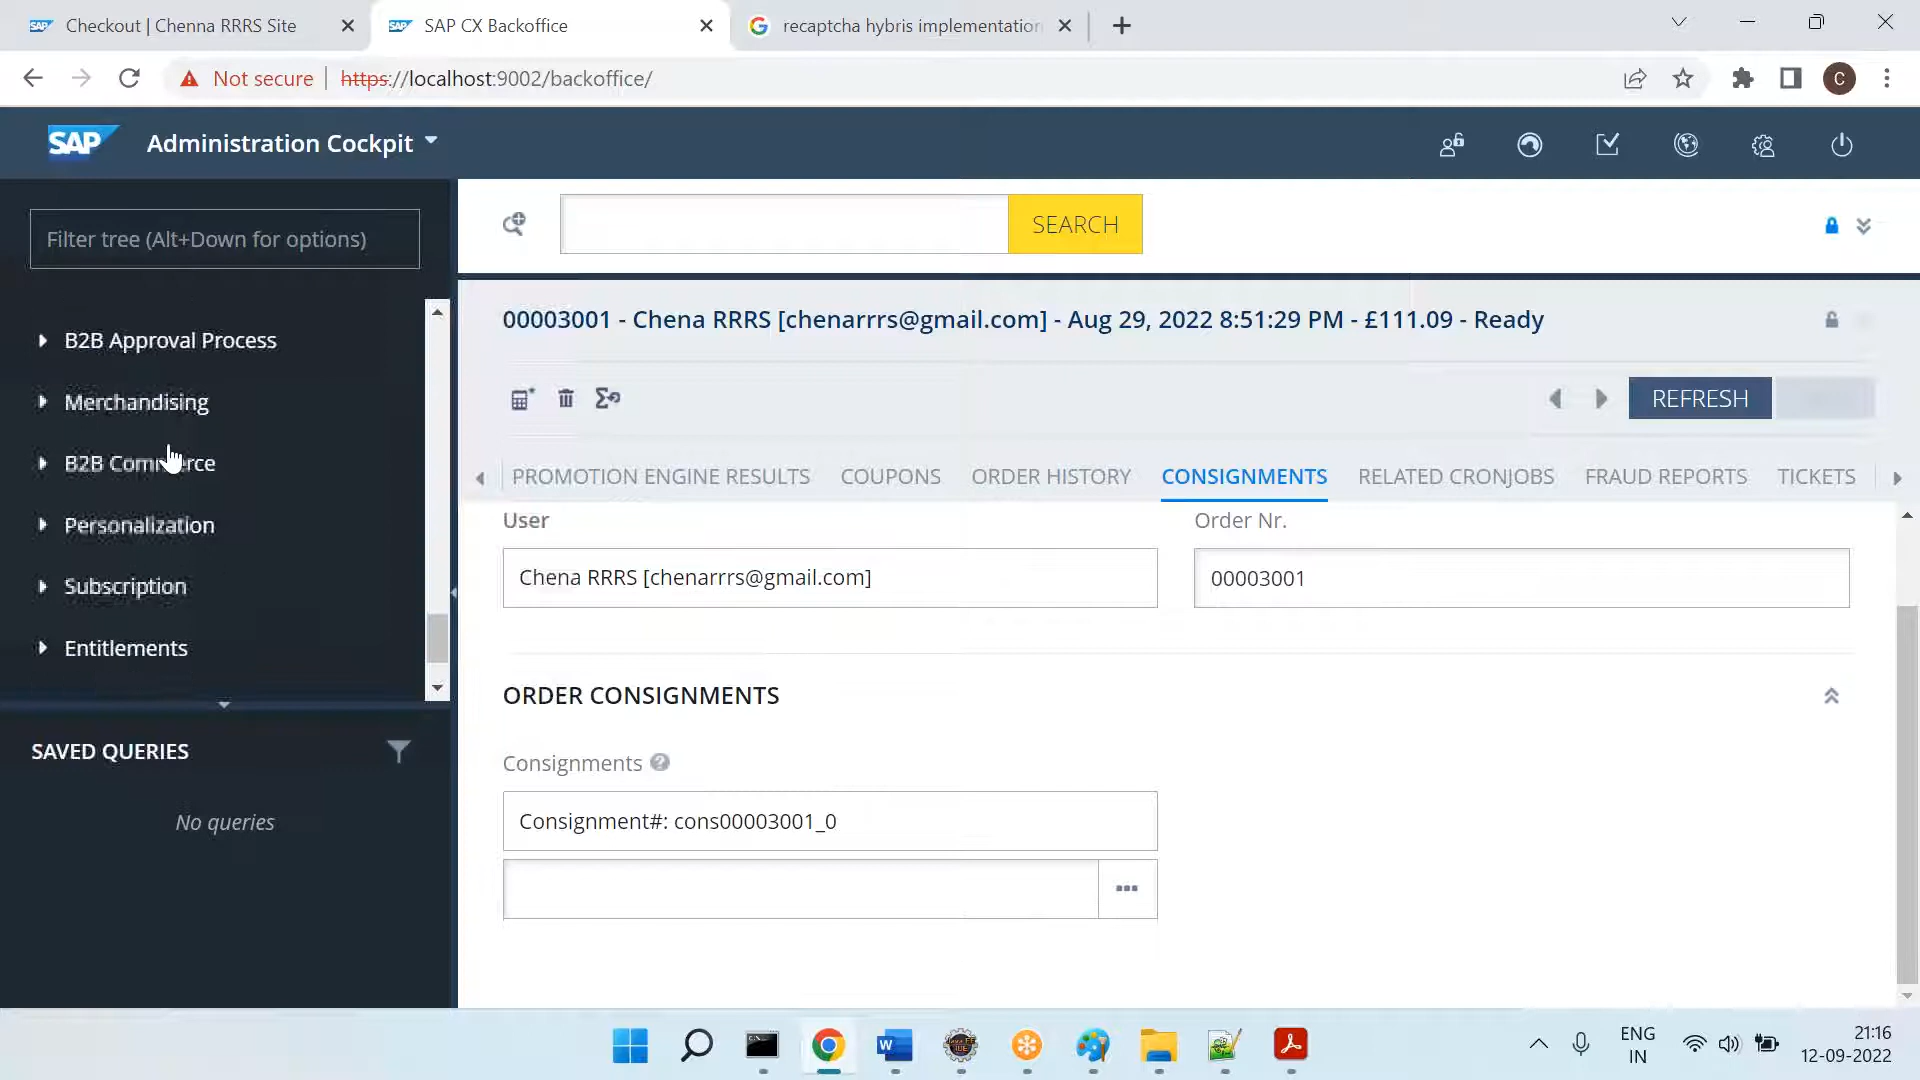 Checkout | Chenna RRRS Site
SAP CX Backoffice
recaptcha hybris implementation
Not secure
https://localhost:9002/backoffice/
C
SAP
Administration Cockpit
Filter tree (Alt+Down for options)
SEARCH
B2B Approval Process
Merchandising
B2B Commerce
Personalization
Subscription
Entitlements
SAVED QUERIES
No queries
00003001 - Chena RRRS [chenarrrs@gmail.com] - Aug 29, 2022 8:51:29 PM - £111.09 - Ready
REFRESH
PROMOTION ENGINE RESULTS
COUPONS
ORDER HISTORY
CONSIGNMENTS
RELATED CRONJOBS
FRAUD REPORTS
TICKETS
User
Order Nr.
Chena RRRS [chenarrrs@gmail.com]
00003001
ORDER CONSIGNMENTS
Consignments
Consignment#: cons00003001_0
ENG
IN
21:16
12-09-2022